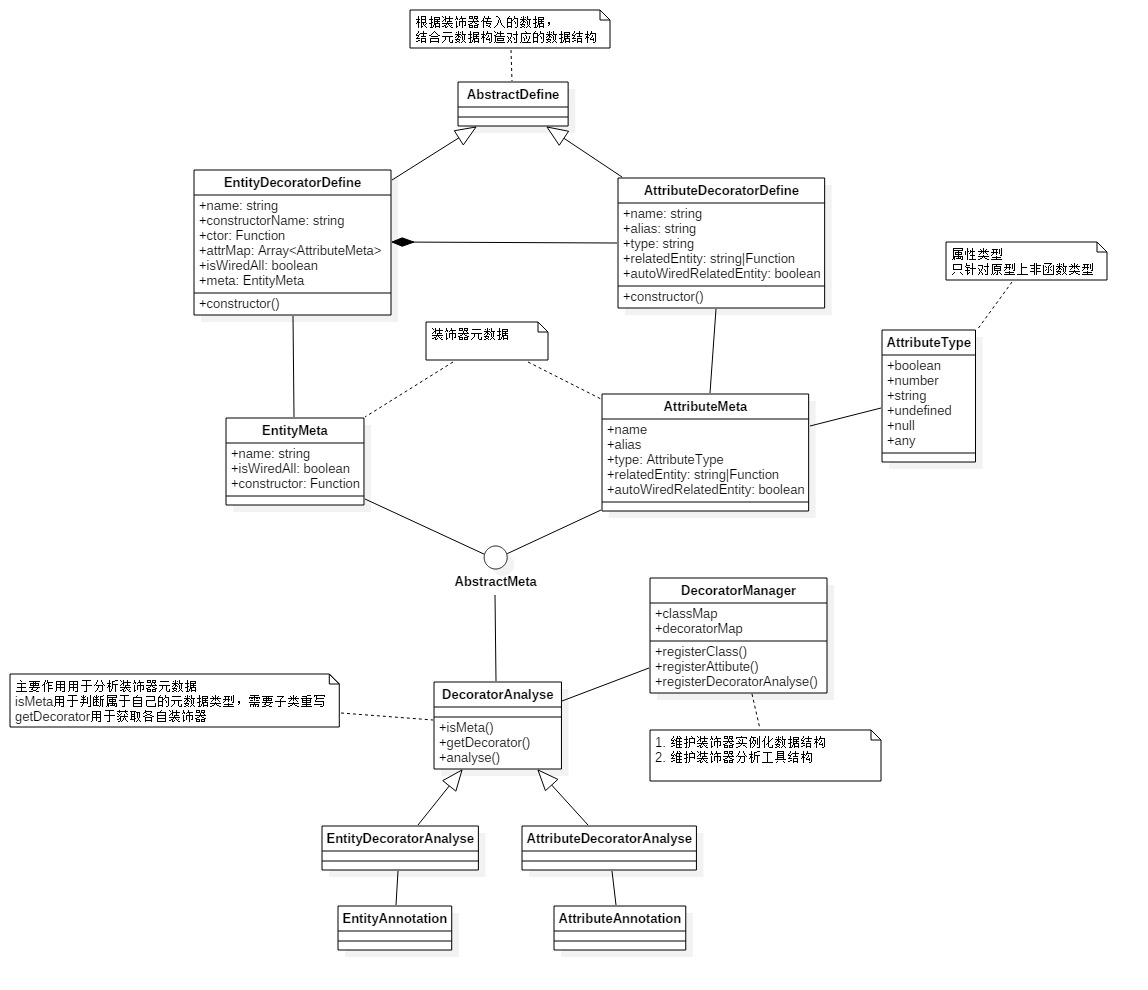 根据装饰器传入的数据，
结合元数据构造对应的数据结构
AbstractDefine
EntityDecoratorDefine
+name: string
+constructorName: string
+ctor: Function
+attrMap: Array<AttributeMeta>
+isWiredAll: boolean
+meta: EntityMeta
+constructor()
AttributeDecoratorDefine
+name: string
+alias: string
+type: string
+relatedEntity: string|Function
+autoWiredRelatedEntity: boolean
+constructor()
属性类型
只针对原型上非函数类型
装饰器元数据
AttributeType
+boolean
+number
+string
+undefined
+null
+any
EntityMeta
+name: string
+isWiredAll: boolean
+constructor: Function
AttributeMeta
+name
+alias
+type: AttributeType
+relatedEntity: string|Function
+autoWiredRelatedEntity: boolean
AbstractMeta
DecoratorManager
+classMap
+decoratorMap
+registerClass()
+registerAttibute()
+registerDecoratorAnalyse()
主要作用用于分析装饰器元数据
isMeta用于判断属于自己的元数据类型，需要子类重写
getDecorator用于获取各自装饰器
DecoratorAnalyse
+isMeta()
+getDecorator()
+analyse()
1. 维护装饰器实例化数据结构
2. 维护装饰器分析工具结构
EntityDecoratorAnalyse
AttributeDecoratorAnalyse
EntityAnnotation
AttributeAnnotation